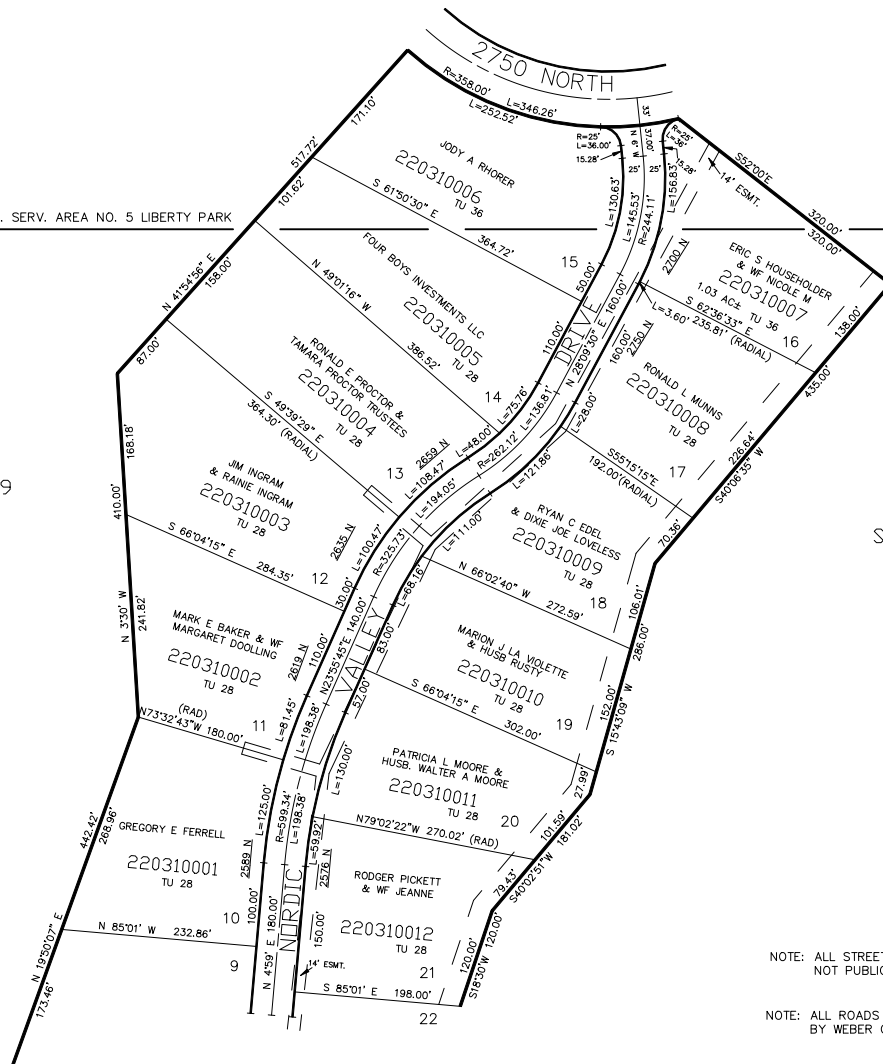 2750 NORTH
R=358.00'
L=346.26'
L=252.52'
171.10'
517.72'
101.62'
JODY A RHORER
220310006
TU 36
R=25'
L=36.00'
15.28'
33'
N 6° W
37.00'
25'
25'
R=25'
L=36'
15.28'
14' ESMT.
S52°00'E
320.00'
320.00'
. SERV. AREA NO. 5 LIBERTY PARK
S 61°50'30" E
364.72'
L=130.63'
L=145.53'
R=244.11'
L=156.83'
2700 N
ERIC S HOUSEHOLDER
& WF NICOLE M
220310007
1.03 AC± TU 36
S 62°36'33" E
235.81' (RADIAL)
16
138.00'
435.00'
N 41°54'56" E
158.00'
N 49°01'16" W
386.52'
FOUR BOYS INVESTMENTS LLC
220310005
TU 28
15
50.00'
110.00'
DRIVE
N 28°09'30" E 160.00'
L=3.60'
160.00'
2750 N
RONALD L MUNNS
220310008
TU 28
17
226.64'
S40°06'35" W
87.00'
RONALD E PROCTOR &
TAMARA PROCTOR TRUSTEES
220310004
TU 28
S 49°39'29" E
364.30' (RADIAL)
14
L=75.76
L=136.81'
L=28.00'
S55°15'15"E
192.00'(RADIAL)
70.36'
168.18'
410.00'
JIM INGRAM
& RAINIE INGRAM
220310003
TU 28
13
2659 N
L=48.00'
L=108.47'
R=262.12'
L=194.05'
L=121.86'
RYAN C EDEL
& DIXIE JOE LOVELESS
220310009
TU 28
18
106.01'
9
S
S 66°04'15" E
284.35'
12
2635 N
L=100.47'
R=325.73'
L=111.00'
L=68.16'
N 66°02'40" W
272.59'
286.00'
N 3°30' W
241.82'
MARK E BAKER & WF
MARGARET DOOLLING
220310002
TU 28
30.00'
110.00'
2619 N
N23°55'45"E 140.00'
VALLEY
83.00'
57.00'
MARION J LA VIOLETTE
& HUSB RUSTY
220310010
TU 28
19
152.00'
S 15°43'09" W
(RAD)
N73°32'43"W 180.00'
11
L=81.45'
L=198.38'
S 66°04'15" E
302.00'
27.99'
PATRICIA L MOORE &
HUSB. WALTER A MOORE
220310011
TU 28
20
L=130.00'
101.59'
181.02'
S40°02'51"W
442.42'
268.96'
GREGORY E FERRELL
220310001
TU 28
L=125.00'
R=599.34'
L=198.38'
L=59.92'
N79°02'22"W 270.02' (RAD)
79.43'
2589 N
2576 N
RODGER PICKETT
& WF JEANNE
220310012
TU 28
10
100.00'
N 4°59' E 180.00'
NORDIC
150.00'
14' ESMT.
21
120.00'
S18°30'W 120.00'
N 85°01' W 232.86'
9
N 19°50'07" E
173.46'
S 85°01' E 198.00'
22
NOTE: ALL STREET
NOT PUBLIC
NOTE: ALL ROADS
BY WEBER